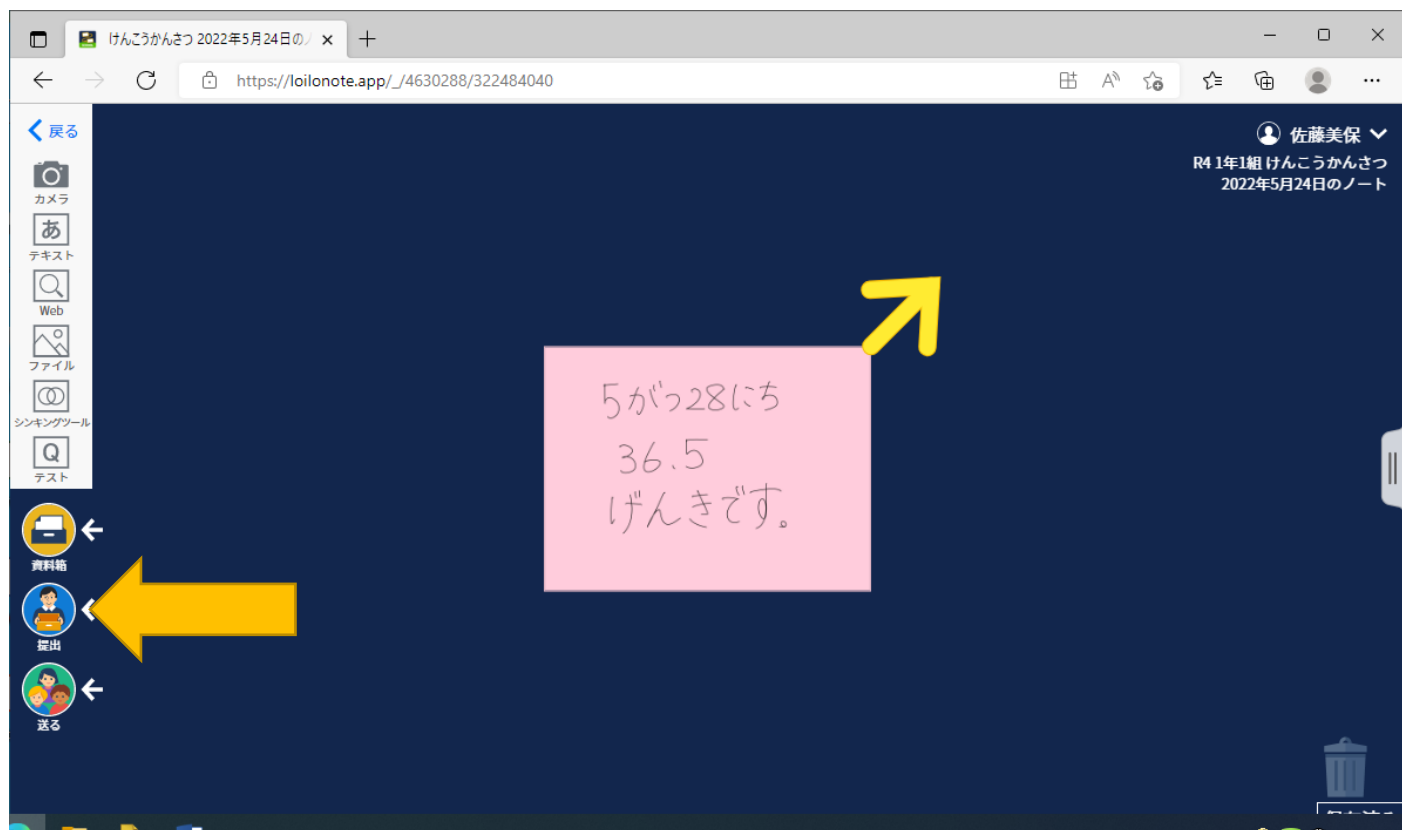 けんこうかんさつ 2022年5月24日のノ
https://loilonote.app/_/4630288/322484040
戻る
佐藤美保
R4 1年1組 けんこうかんさつ
2022年5月24日のノート
カメラ
あ
テキスト
Web
ファイル
シンキングツール
Q
テスト
5がつ28にち
36.5
げんきです。
資料箱
提出
送る